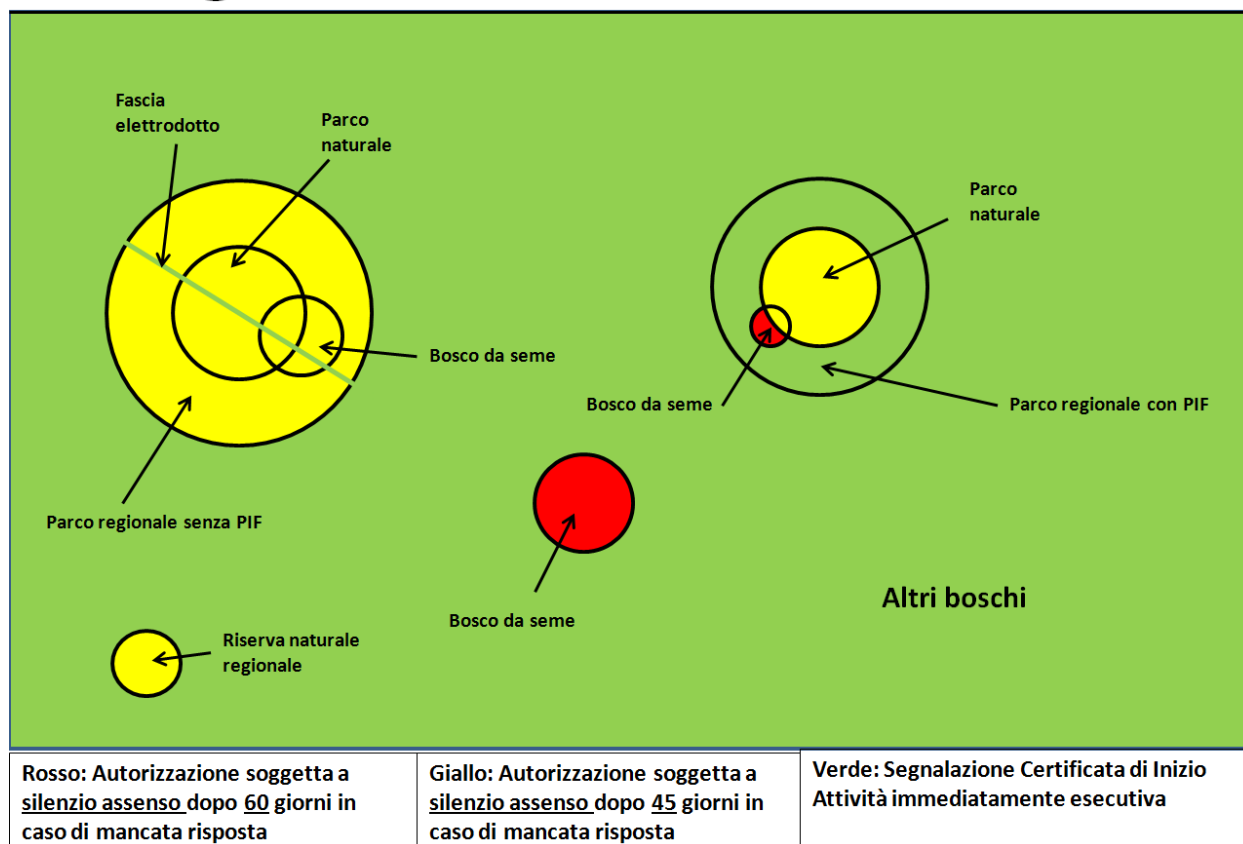 Fascia
elettrodotto
Parco
naturale
Parco
naturale
Bosco da seme
Bosco da seme
Parco regionale con PIF
Parco regionale senza PIF
Altri boschi
Bosco da seme
Riserva naturale
regionale
Rosso: Autorizzazione soggetta a
silenzio assenso dopo 60 giorni in
caso di mancata risposta
Giallo: Autorizzazione soggetta a
silenzio assenso dopo 45 giorni in
caso di mancata risposta
Verde: Segnalazione Certificata di Inizio
Attività immediatamente esecutiva